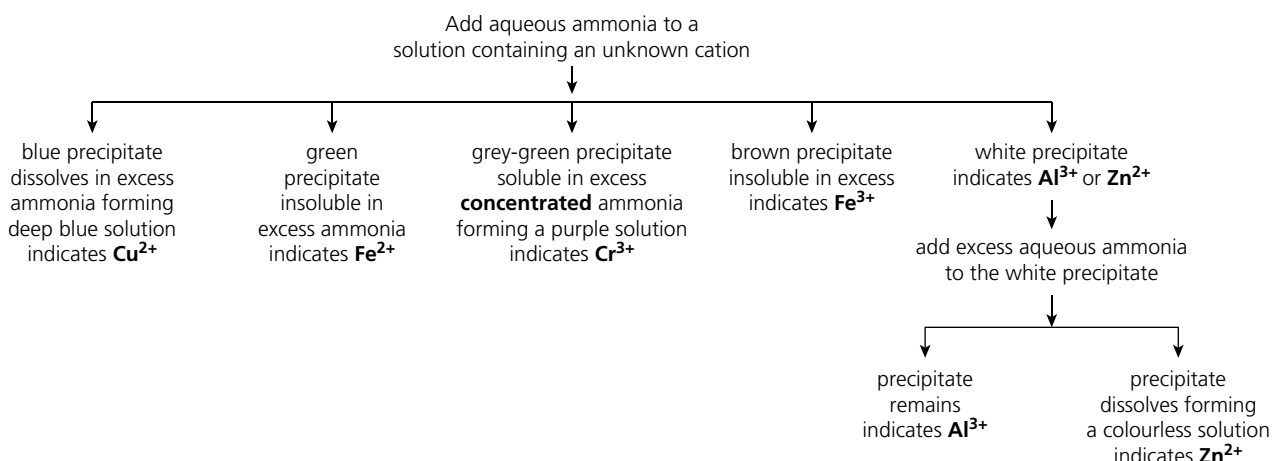 Add aqueous ammonia to a
solution containing an unknown cation
blue precipitate
dissolves in excess
ammonia forming
deep blue solution
indicates Cu²⁺
green
precipitate
insoluble in
excess ammonia
indicates Fe²⁺
grey-green precipitate
soluble in excess
concentrated ammonia
forming a purple solution
indicates Cr³⁺
brown precipitate
insoluble in excess
indicates Fe³⁺
white precipitate
indicates Al³⁺ or Zn²⁺
add excess aqueous ammonia
to the white precipitate
precipitate
remains
indicates Al³⁺
precipitate
dissolves forming
a colourless solution
indicates Zn²⁺